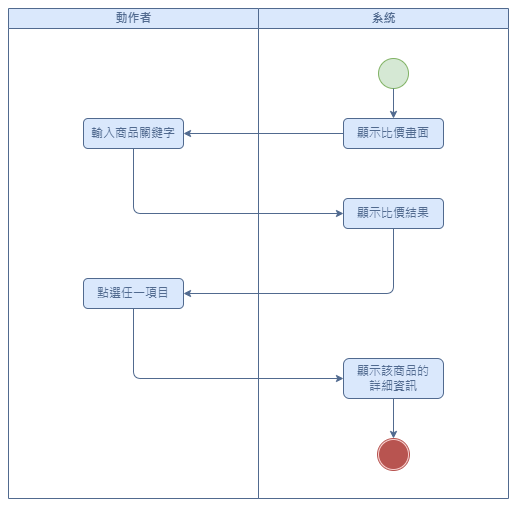 動作者
系統
顯示比價畫面
輸入商品關鍵字
顯示比價結果
點選任一項目
顯示該商品的
詳細資訊